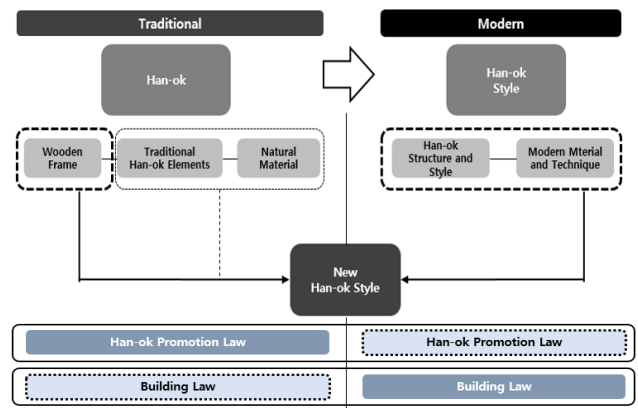 Traditional
Modern
Han-ok
Han-ok
Style
Wooden
Frame
Traditional
Han-ok Elements
Natural
Material
Han-ok
Structure and
Style
Modern Mterial
and Technique
New
Han-ok Style
Han-ok Promotion Law
Han-ok Promotion Law
Building Law
Building Law